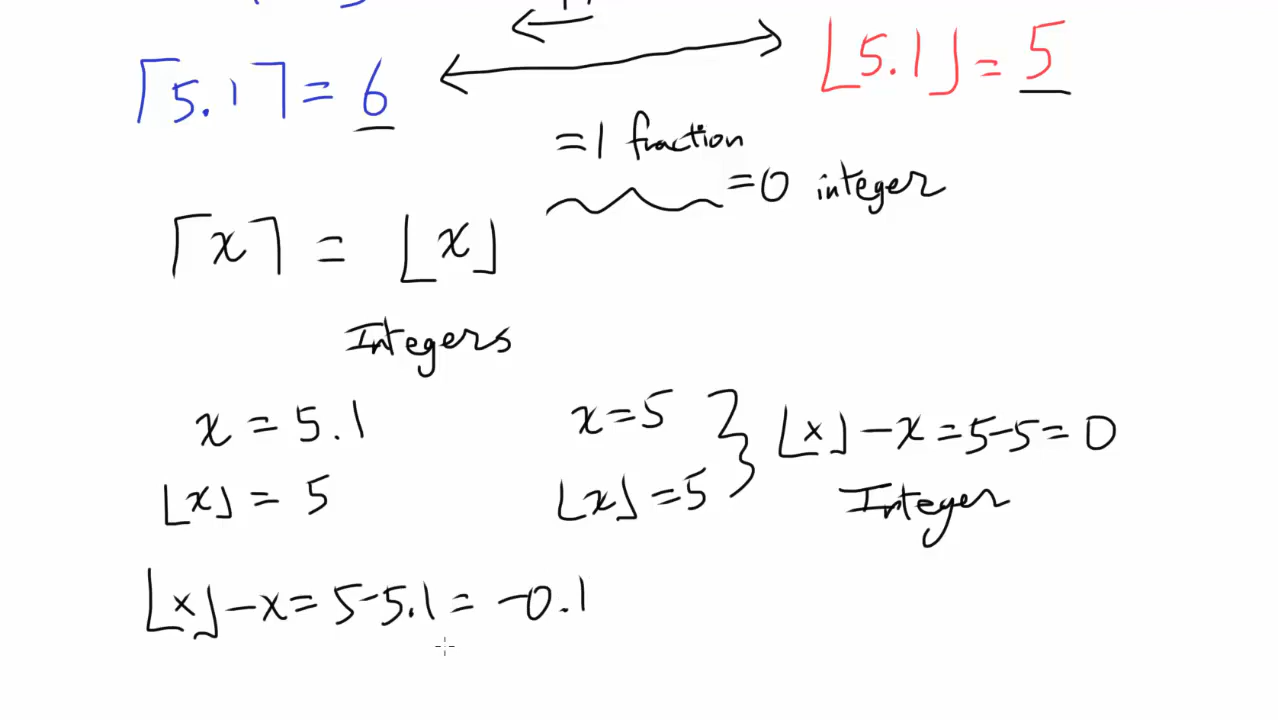 ⌈5.1⌉ = 6
⌊5.1⌋ = 5
=1 fraction
=0 integer
⌈x⌉ = ⌊x⌋
Integers
x = 5.1
⌊x⌋ = 5
x=5
⌊x⌋=5
⌊x⌋-x=5-5=0
Integer
⌊x⌋-x=5-5.1=-0.1